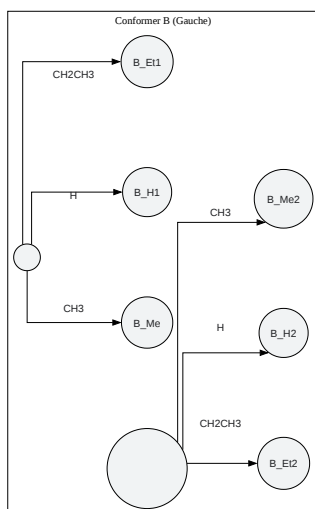 Conformer B (Gauche)
B_Et1
CH2CH3
B_H1
H
B_Me2
CH3
CH3
B_Me
H
B_H2
CH2CH3
B_Et2